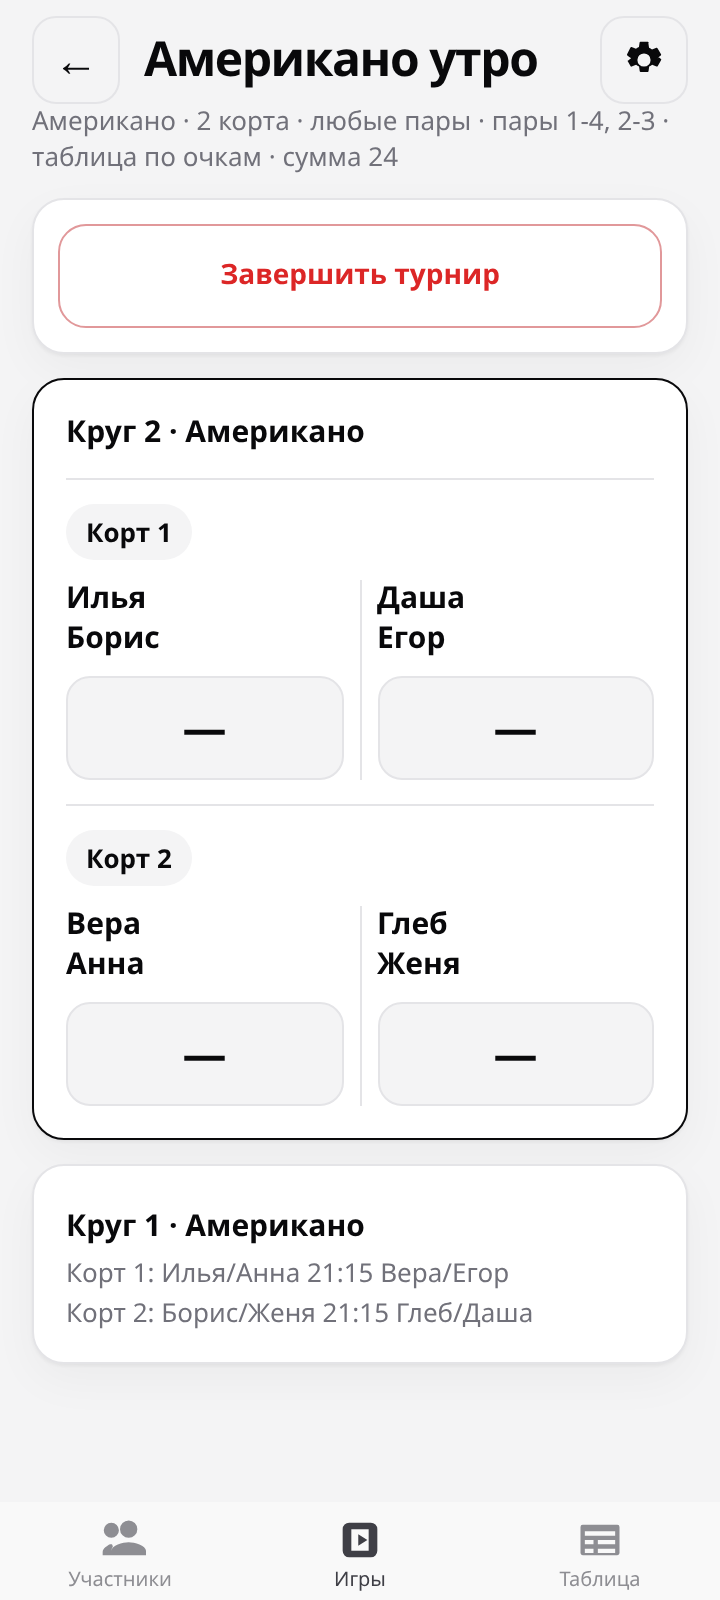 ← Американо утро
Американо · 2 корта · любые пары · пары 1-4, 2-3 ·
таблица по очкам · сумма 24
Завершить турнир
Круг 2 · Американо
Корт 1
Илья
Борис
Даша
Егор
—
—
Корт 2
Вера
Анна
Глеб
Женя
—
—
Круг 1 · Американо
Корт 1: Илья/Анна 21:15 Вера/Егор
Корт 2: Борис/Женя 21:15 Глеб/Даша
Участники
Игры
Таблица